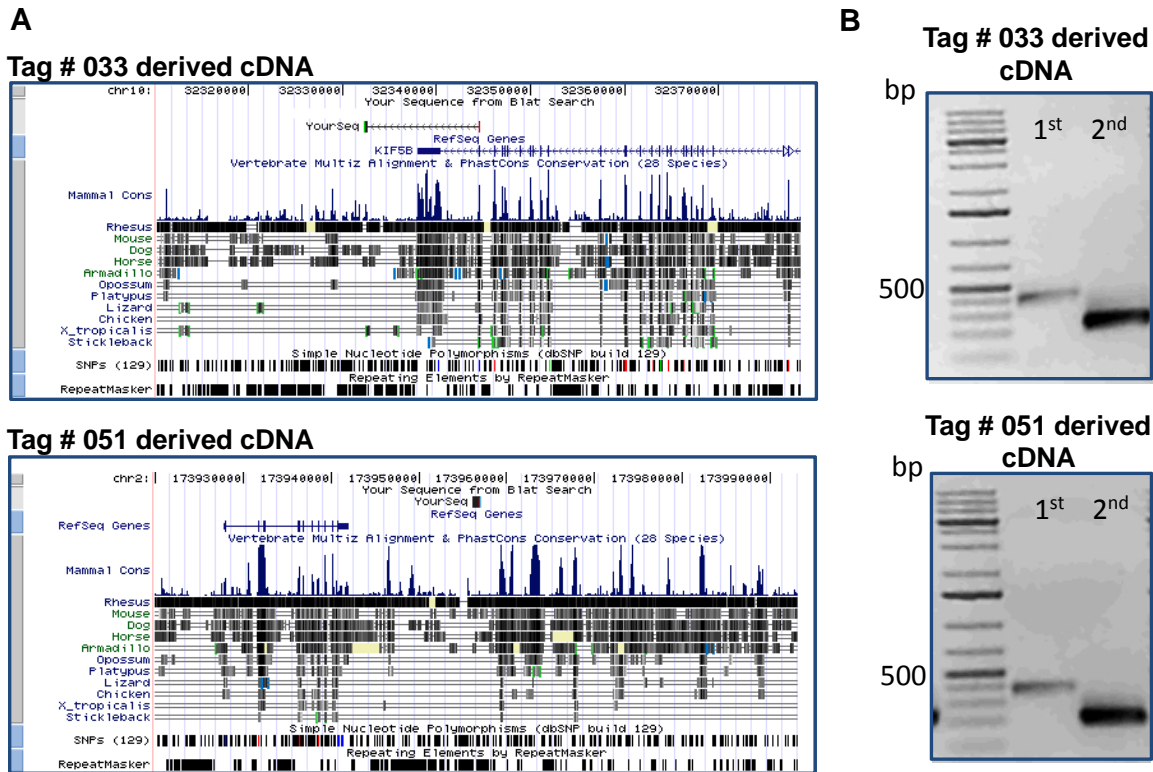 A
Tag # 033 derived cDNA
chr10: 32320000| 32330000| 32340000| 32350000| 32360000| 32370000|
Your Sequence from Blat Search
YourSeq
RefSeq Genes
KIF5B
Vertebrate Multiz Alignment & PhastCons Conservation (28 Species)
Mammal Cons
Rhesus
Mouse
Dog
Horse
Armadillo
Opossum
Platypus
Lizard
Chicken
X_tropicalis
Stickleback
Simple Nucleotide Polymorphisms (dbSNP build 129)
SNPs (129)
Repeating Elements by RepeatMasker
RepeatMasker
Tag # 051 derived cDNA
chr2: | 173930000| 173940000| 173950000| 173960000| 173970000| 173980000| 173990000|
Your Sequence from Blat Search
YourSeq
RefSeq Genes
RefSeq Genes
Vertebrate Multiz Alignment & PhastCons Conservation (28 Species)
Mammal Cons
Rhesus
Mouse
Dog
Horse
Armadillo
Opossum
Platypus
Lizard
Chicken
X_tropicalis
Stickleback
Simple Nucleotide Polymorphisms (dbSNP build 129)
SNPs (129)
Repeating Elements by RepeatMasker
RepeatMasker
B
Tag # 033 derived
cDNA
bp
1st 2nd
500
Tag # 051 derived
cDNA
bp
1st 2nd
500